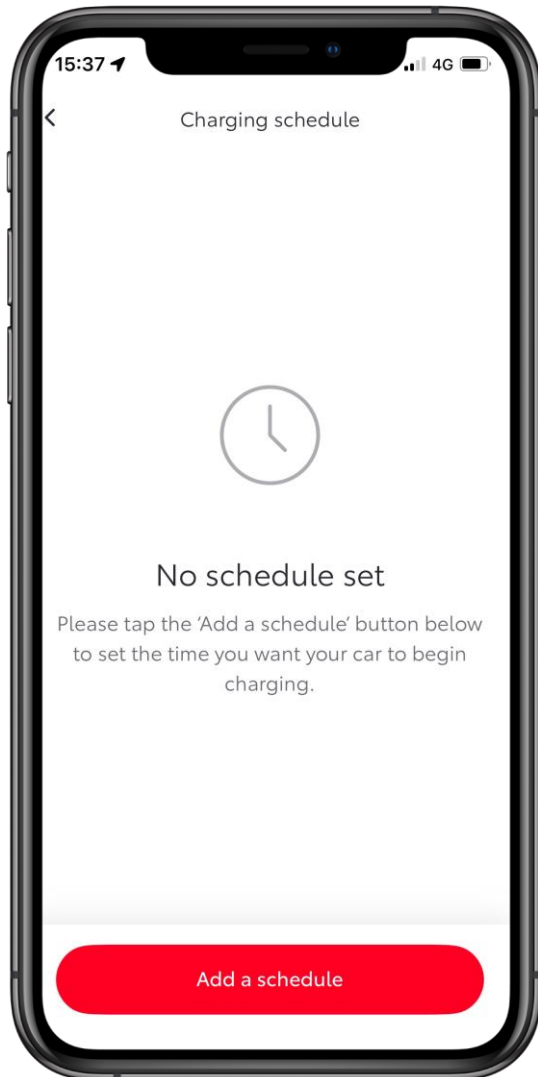 15:37 4G
Charging schedule
No schedule set
Please tap the 'Add a schedule' button below
to set the time you want your car to begin
charging.
Add a schedule